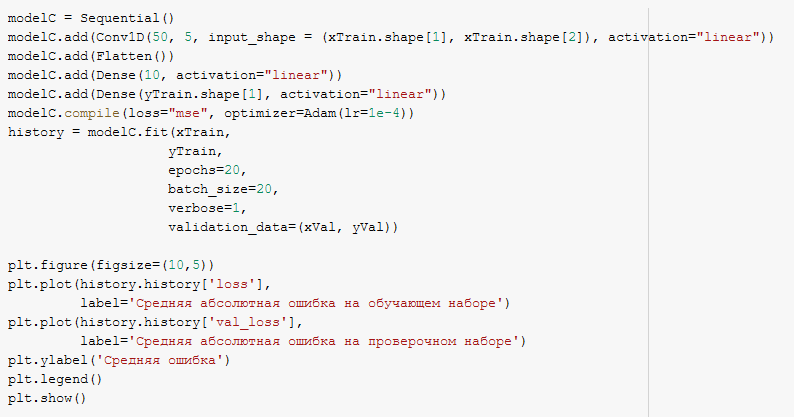 modelC = Sequential()
modelC.add(Conv1D(50, 5, input_shape = (xTrain.shape[1], xTrain.shape[2]), activation="linear"))
modelC.add(Flatten())
modelC.add(Dense(10, activation="linear"))
modelC.add(Dense(yTrain.shape[1], activation="linear"))
modelC.compile(loss="mse", optimizer=Adam(lr=1e-4))
history = modelC.fit(xTrain,
                    yTrain,
                    epochs=20,
                    batch_size=20,
                    verbose=1,
                    validation_data=(xVal, yVal))

plt.figure(figsize=(10,5))
plt.plot(history.history['loss'],
         label='Средняя абсолютная ошибка на обучающем наборе')
plt.plot(history.history['val_loss'],
         label='Средняя абсолютная ошибка на проверочном наборе')
plt.ylabel('Средняя ошибка')
plt.legend()
plt.show()